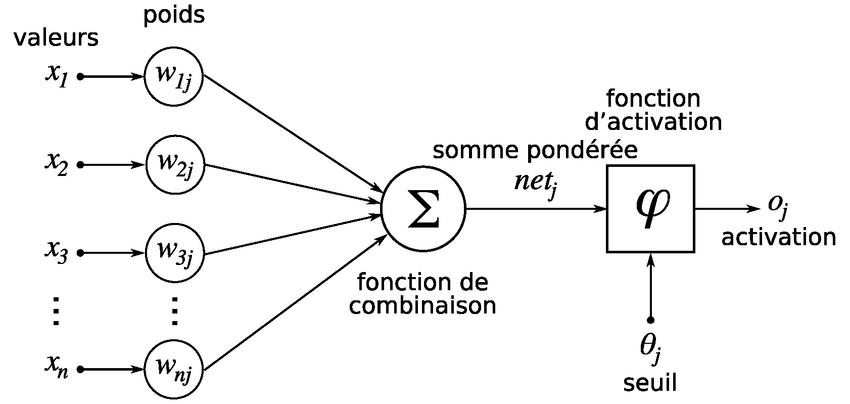 poids
valeurs
x1 w1j
x2 w2j
x3 w3j
⋮ ⋮
xn wnj
Σ
fonction de
combinaison
somme pondérée
netj
fonction
d'activation
φ
oj
activation
θj
seuil